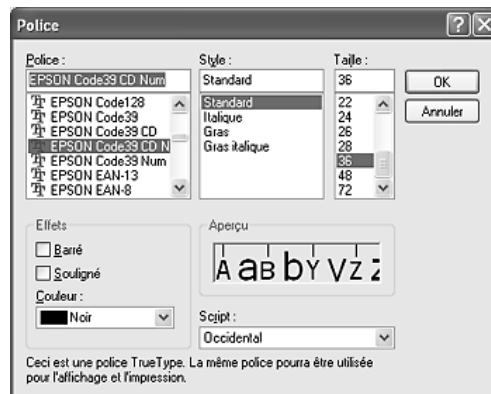 Police
Police : Style : Taille :
EPSON Code39 CD Num Standard 36 OK
EPSON Code128 Standard 22 Annuler
EPSON Code39 Italique 24
EPSON Code39 CD Gras 26
EPSON Code39 CD N Gras italique 28
EPSON Code39 Num 36
EPSON EAN-13 48
EPSON EAN-8 72
Effets Aperçu
Barré
Souligné
AaBbYyZz
Couleur :
Noir
Script :
Occidental
Ceci est une police TrueType. La même police pourra être utilisée
pour l'affichage et l'impression.